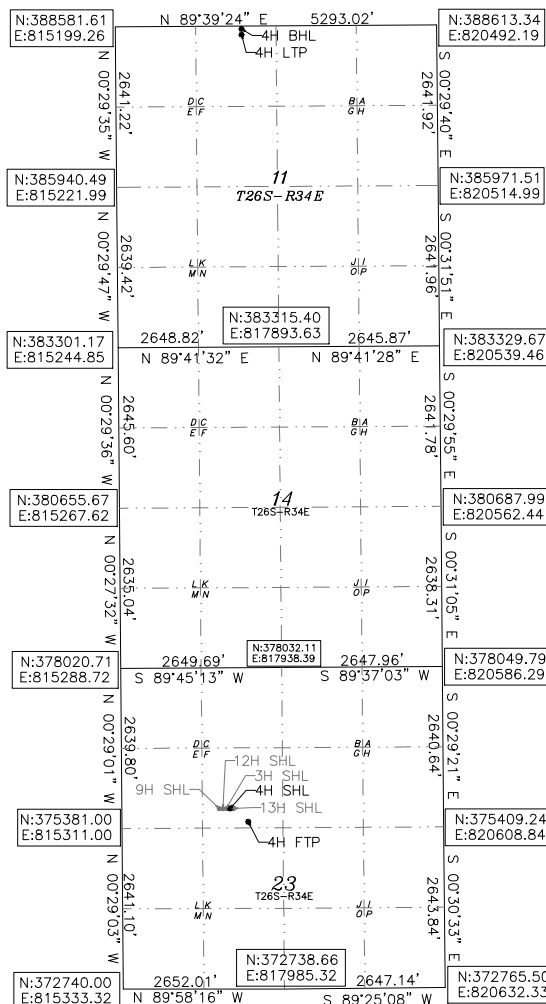 N:388581.61
E:815199.26
N 89°39'24" E
5293.02'
N:388613.34
E:820492.19
4H BHL
4H LTP
N 00°29'35" W
2641.22'
D C
E F
B A
G H
2641.92'
S 00°29'40" E
N:385940.49
E:815221.99
11
T26S-R34E
N:385971.51
E:820514.99
N 00°29'47" W
2639.42'
L K
M N
J I
O P
2641.96'
S 00°31'51" E
N:383315.40
E:817893.63
N:383301.17
E:815244.85
2648.82'
2645.87'
N 89°41'32" E
N 89°41'28" E
N:383329.67
E:820539.46
N 00°29'36" W
2645.60'
D C
E F
B A
G H
2641.78'
S 00°29'55" E
N:380655.67
E:815267.62
14
T26S-R34E
N:380687.99
E:820562.44
N 00°27'32" W
2635.04'
L K
M N
J I
O P
2638.31'
S 00°31'05" E
N:378032.11
E:817938.39
N:378020.71
E:815288.72
2649.69'
2647.96'
S 89°45'13" W
S 89°37'03" W
N:378049.79
E:820586.29
N 00°29'01" W
2639.80'
D C
E F
B A
G H
2640.64'
S 00°29'21" E
12H SHL
3H SHL
9H SHL
4H SHL
13H SHL
4H FTP
N:375381.00
E:815311.00
N:375409.24
E:820608.84
23
T26S-R34E
N 00°29'03" W
2641.10'
L K
M N
J I
O P
2643.84'
S 00°30'33" E
N:372738.66
E:817985.32
N:372740.00
E:815333.32
2652.01'
2647.14'
N 89°58'16" W
S 89°25'08" W
N:372765.50
E:820632.33